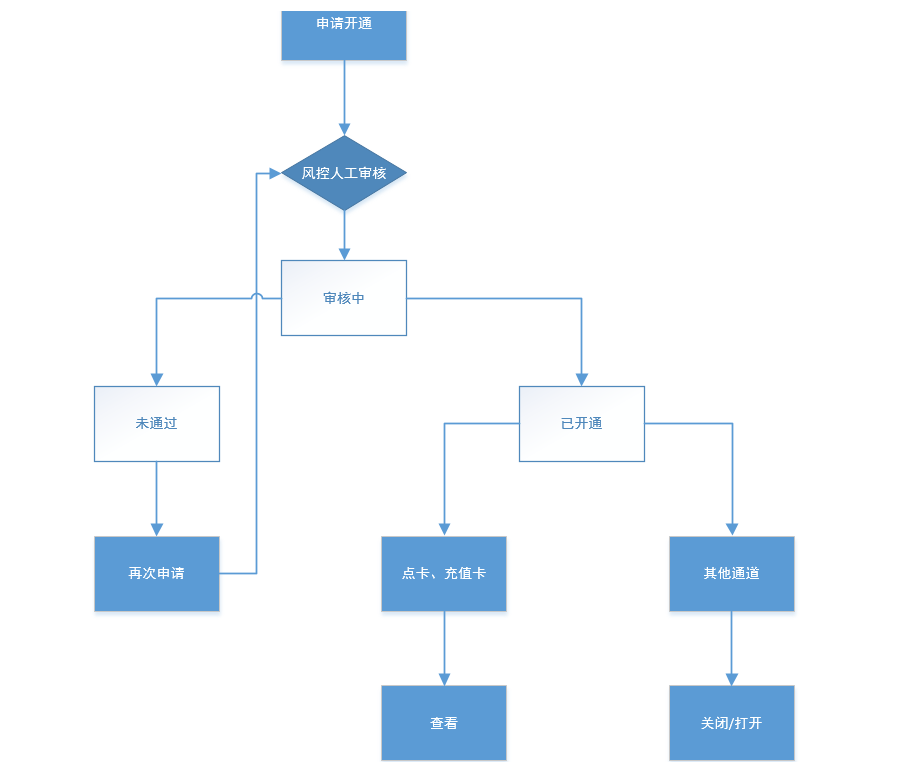 申请开通
风控人工审核
审核中
未通过
已开通
再次申请
点卡、充值卡
其他通道
查看
关闭/打开